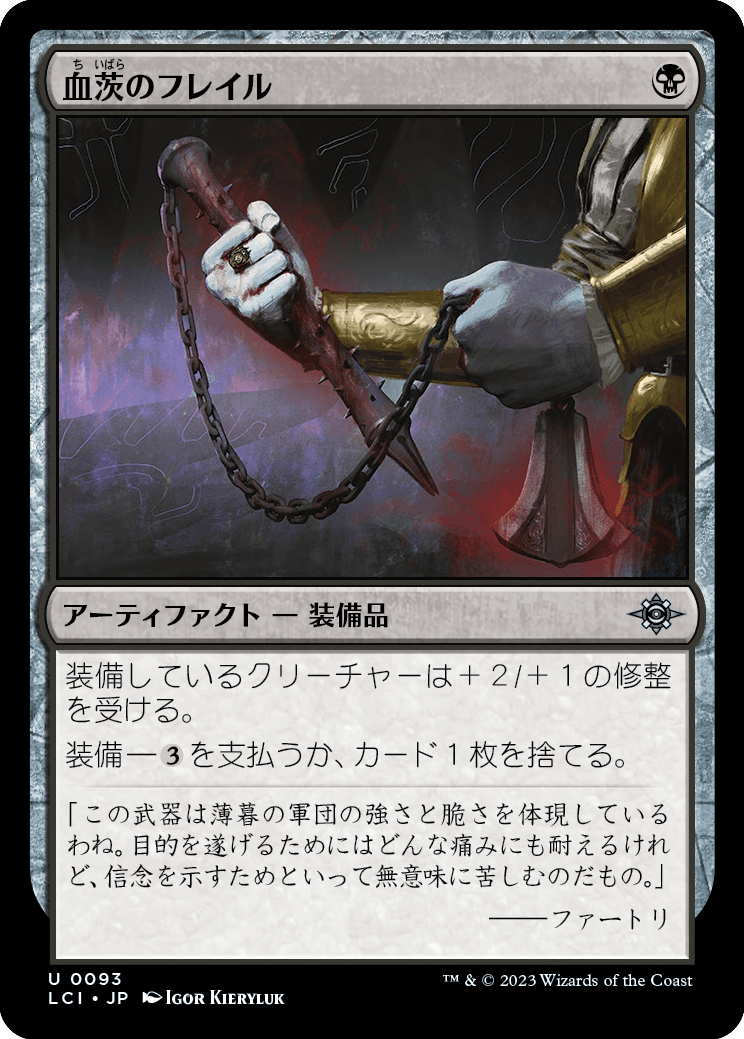 血茨のフレイル
アーティファクト ― 装備品
装備しているクリーチャーは＋２/＋１の修整
を受ける。
装備―3を支払うか、カード１枚を捨てる。
「この武器は薄暮の軍団の強さと脆さを体現している
わね。目的を遂げるためにはどんな痛みにも耐えるけれ
ど、信念を示すためといって無意味に苦しむのだもの。」
――ファートリ
U 0093
LCI • JP Igor Kieryluk
™ & © 2023 Wizards of the Coast